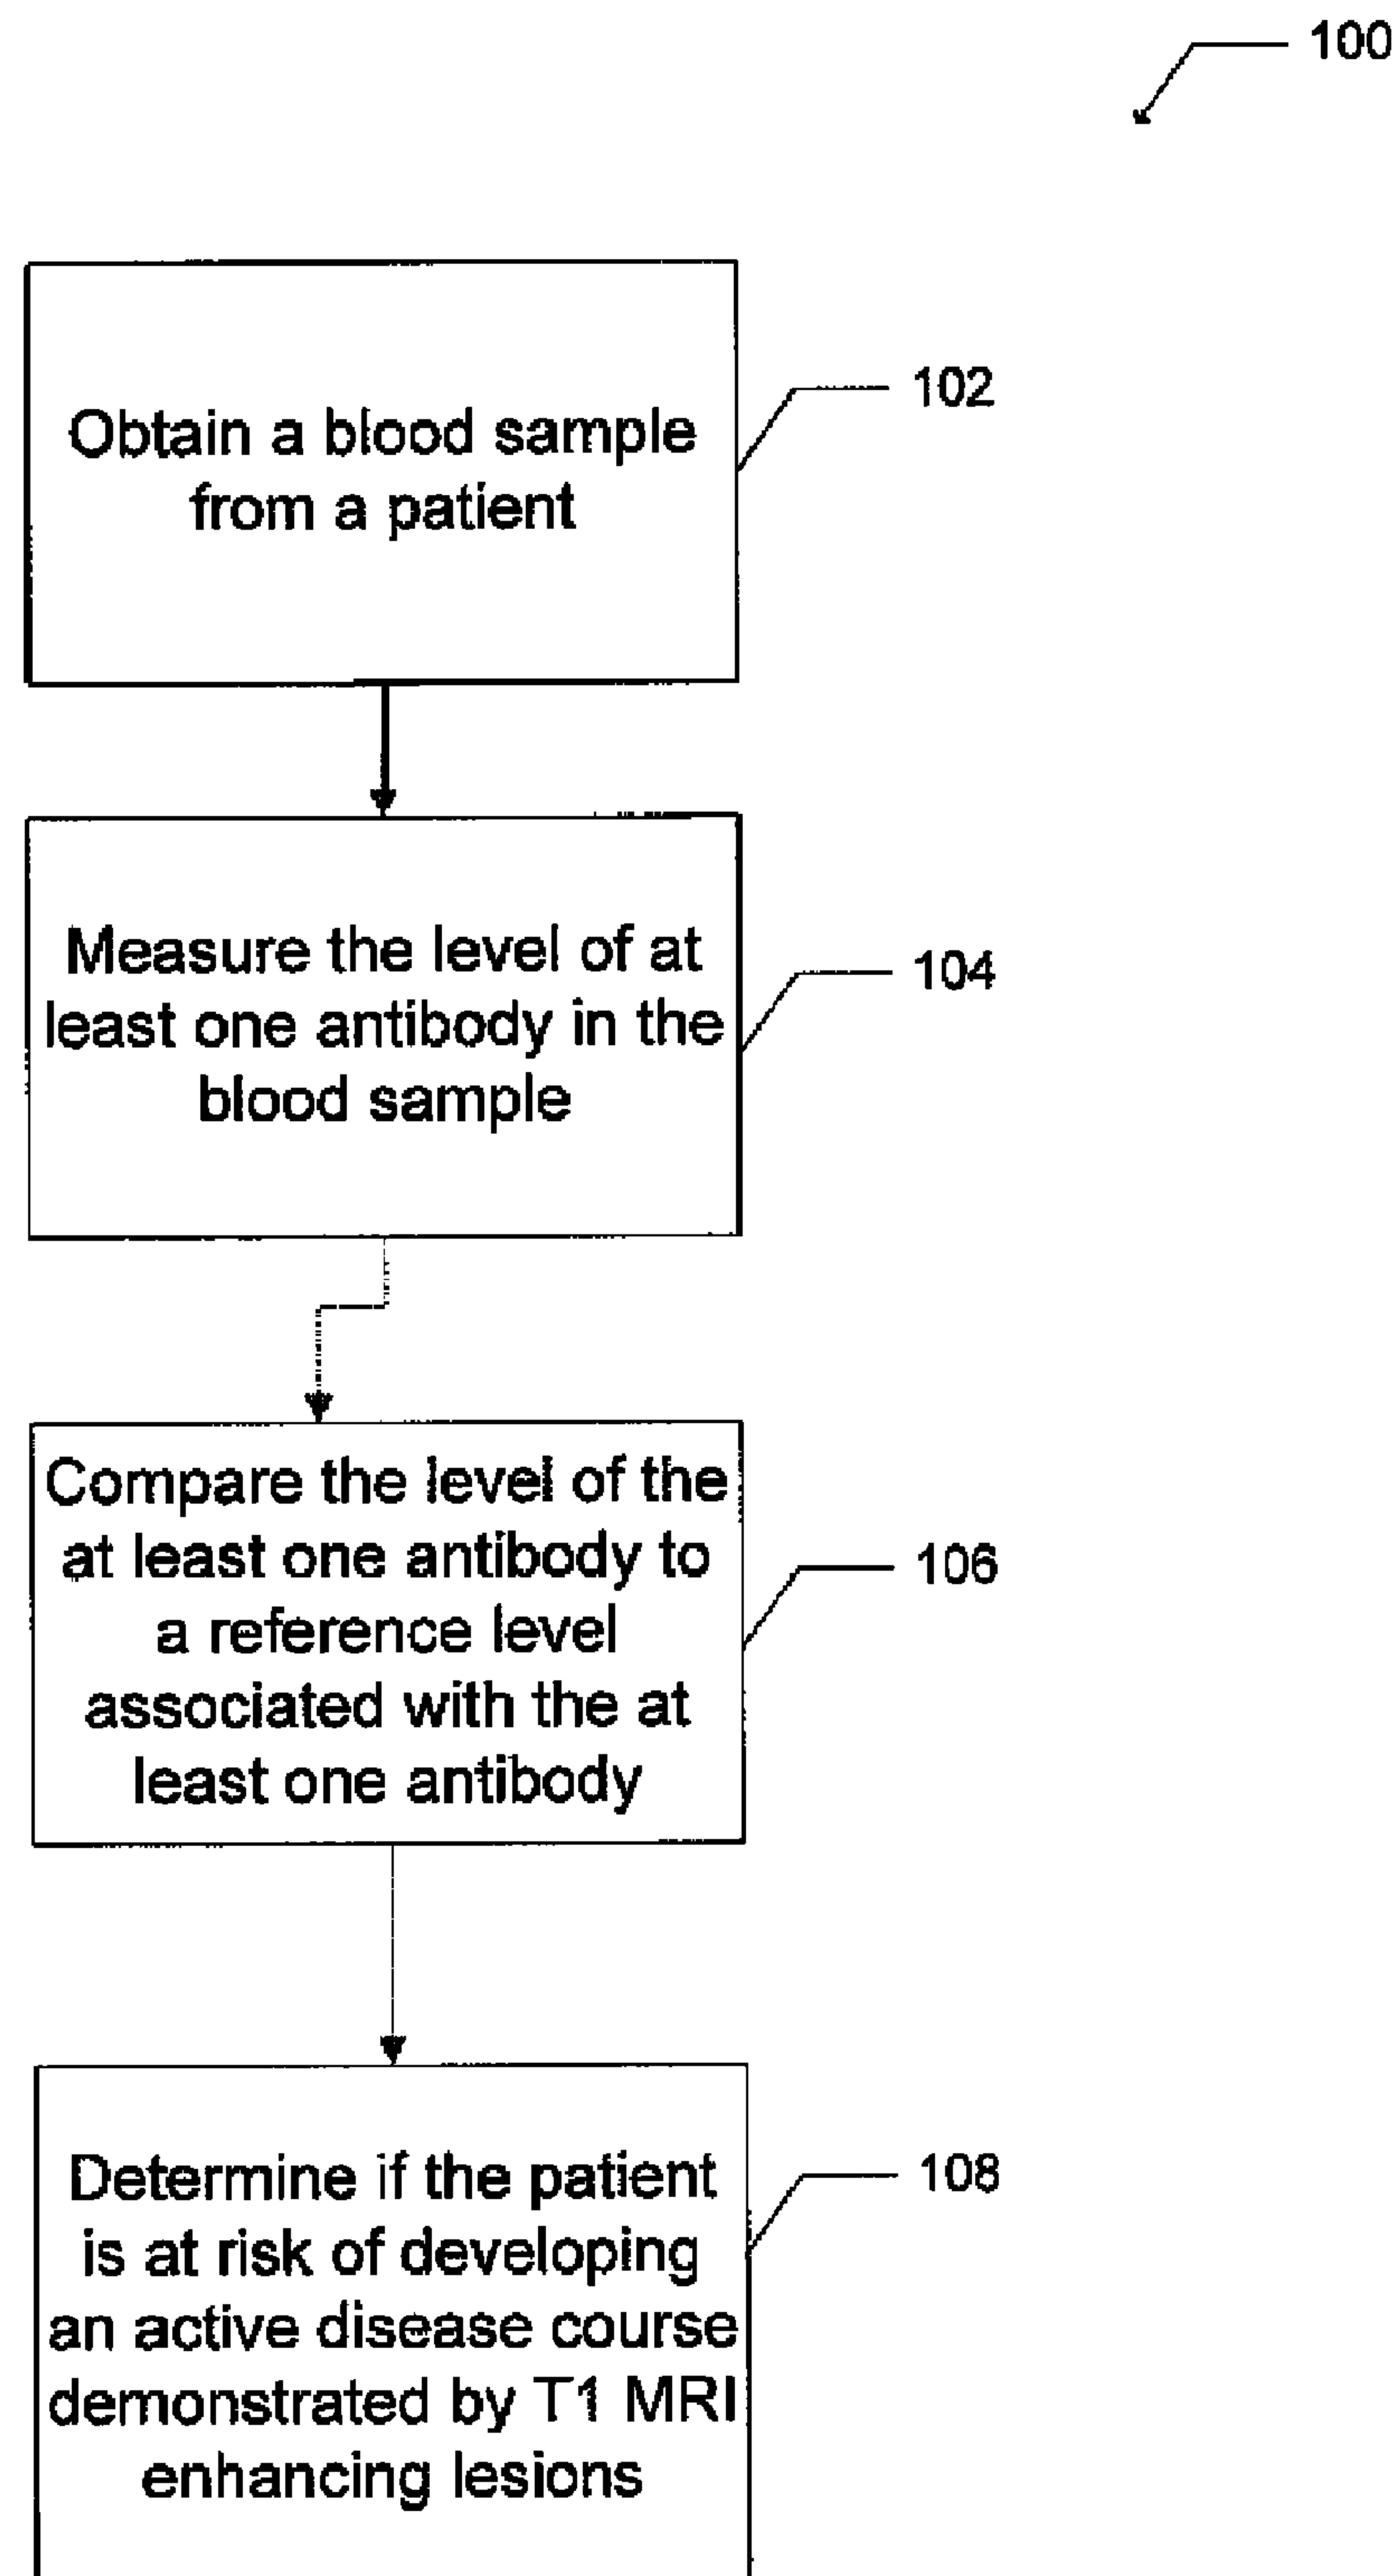 100
Obtain a blood sample
from a patient
102
Measure the level of at
least one antibody in the
blood sample
104
Compare the level of the
at least one antibody to
a reference level
associated with the at
least one antibody
106
Determine if the patient
is at risk of developing
an active disease course
demonstrated by T1 MRI
enhancing lesions
108